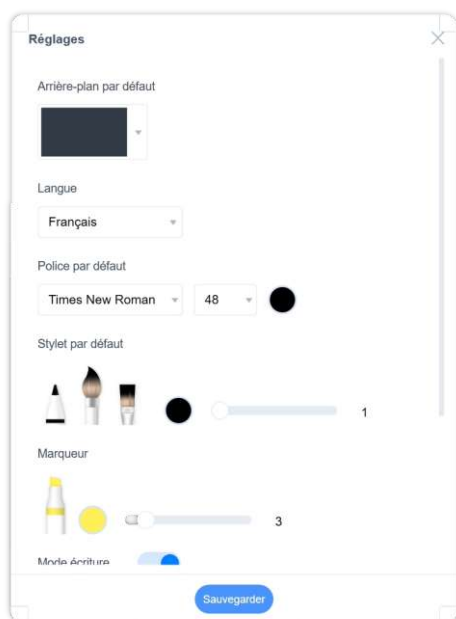 Réglages
Arrière-plan par défaut
Langue
Français
Police par défaut
Times New Roman 48
Stylet par défaut
1
Marqueur
3
Mode écriture
Sauvegarder